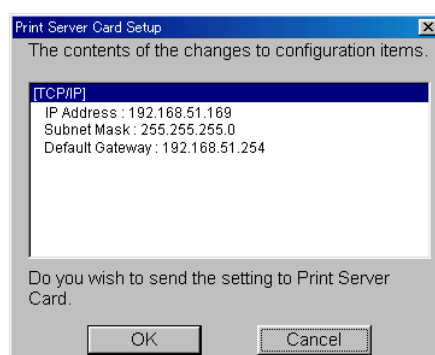 Print Server Card Setup
The contents of the changes to configuration items.
[TCP/IP]
IP Address : 192.168.51.169
Subnet Mask : 255.255.255.0
Default Gateway : 192.168.51.254
Do you wish to send the setting to Print Server
Card.
OK Cancel